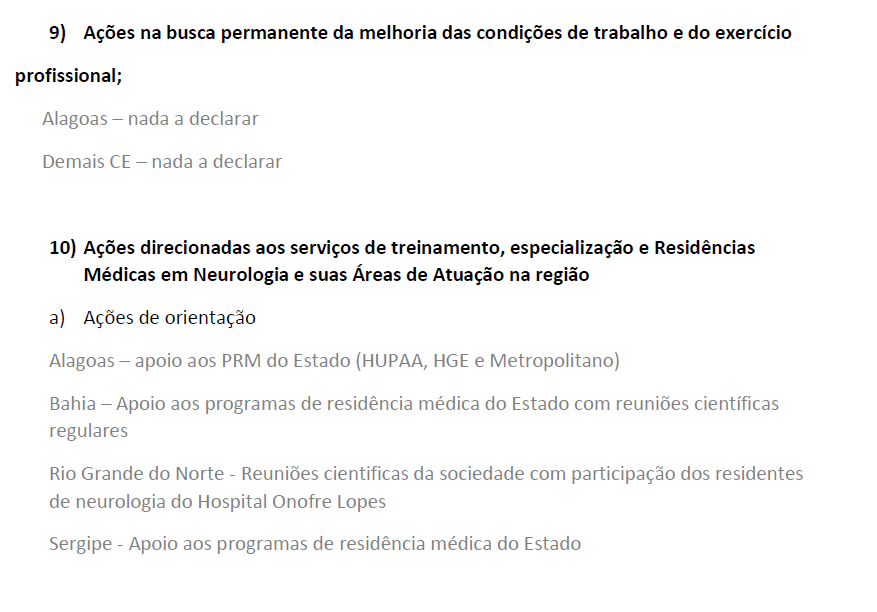 9) Ações na busca permanente da melhoria das condições de trabalho e do exercício
profissional;
Alagoas – nada a declarar
Demais CE – nada a declarar
10) Ações direcionadas aos serviços de treinamento, especialização e Residências
Médicas em Neurologia e suas Áreas de Atuação na região
a) Ações de orientação
Alagoas – apoio aos PRM do Estado (HUPAA, HGE e Metropolitano)
Bahia – Apoio aos programas de residência médica do Estado com reuniões científicas
regulares
Rio Grande do Norte - Reuniões cientificas da sociedade com participação dos residentes
de neurologia do Hospital Onofre Lopes
Sergipe - Apoio aos programas de residência médica do Estado